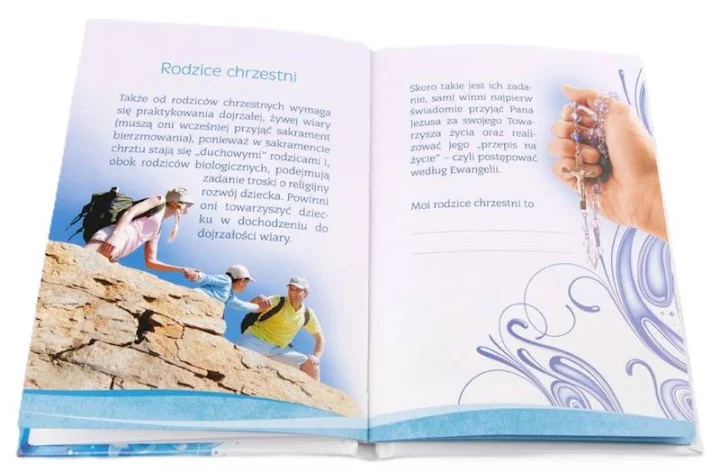 Rodzice chrzestni
Także od rodziców chrzestnych wymaga
się praktykowania dojrzałej, żywej wiary
(muszą oni wcześniej przyjąć sakrament
bierzmowania), ponieważ w sakramencie
chrztu stają się „duchowymi” rodzicami i,
obok rodziców biologicznych, podejmują
zadanie troski o religijny
rozwój dziecka. Powinni
oni towarzyszyć dziec-
ku w dochodzeniu do
dojrzałości wiary.
Skoro takie jest ich zada-
nie, sami winni najpierw
świadomie przyjąć Pana
Jezusa za swojego Towa-
rzysza życia oraz reali-
zować Jego „przepis na
życie” – czyli postępować
według Ewangelii.
Moi rodzice chrzestni to